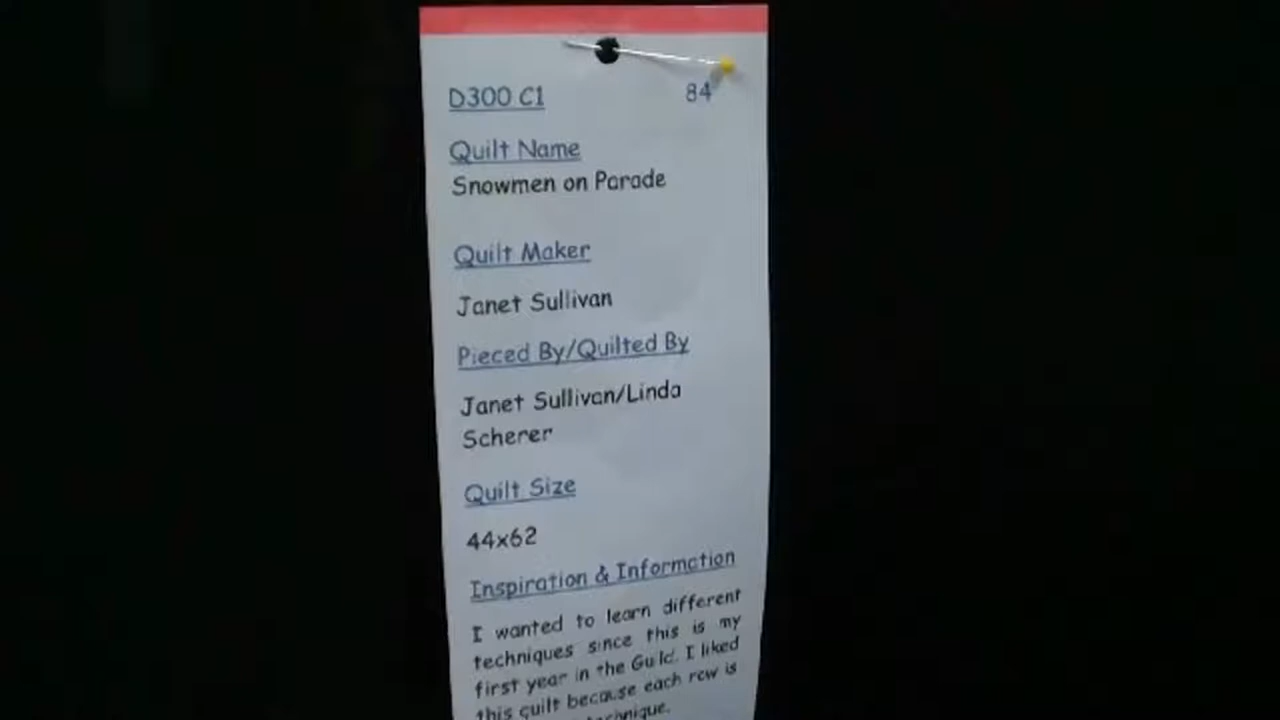 D300 C1 84
Quilt Name
Snowmen on Parade
Quilt Maker
Janet Sullivan
Pieced By/Quilted By
Janet Sullivan/Linda
Scherer
Quilt Size
44x62
Inspiration & Information
I wanted to learn different
techniques since this is my
first year in the Guild. I liked
this quilt because each row is
technique.